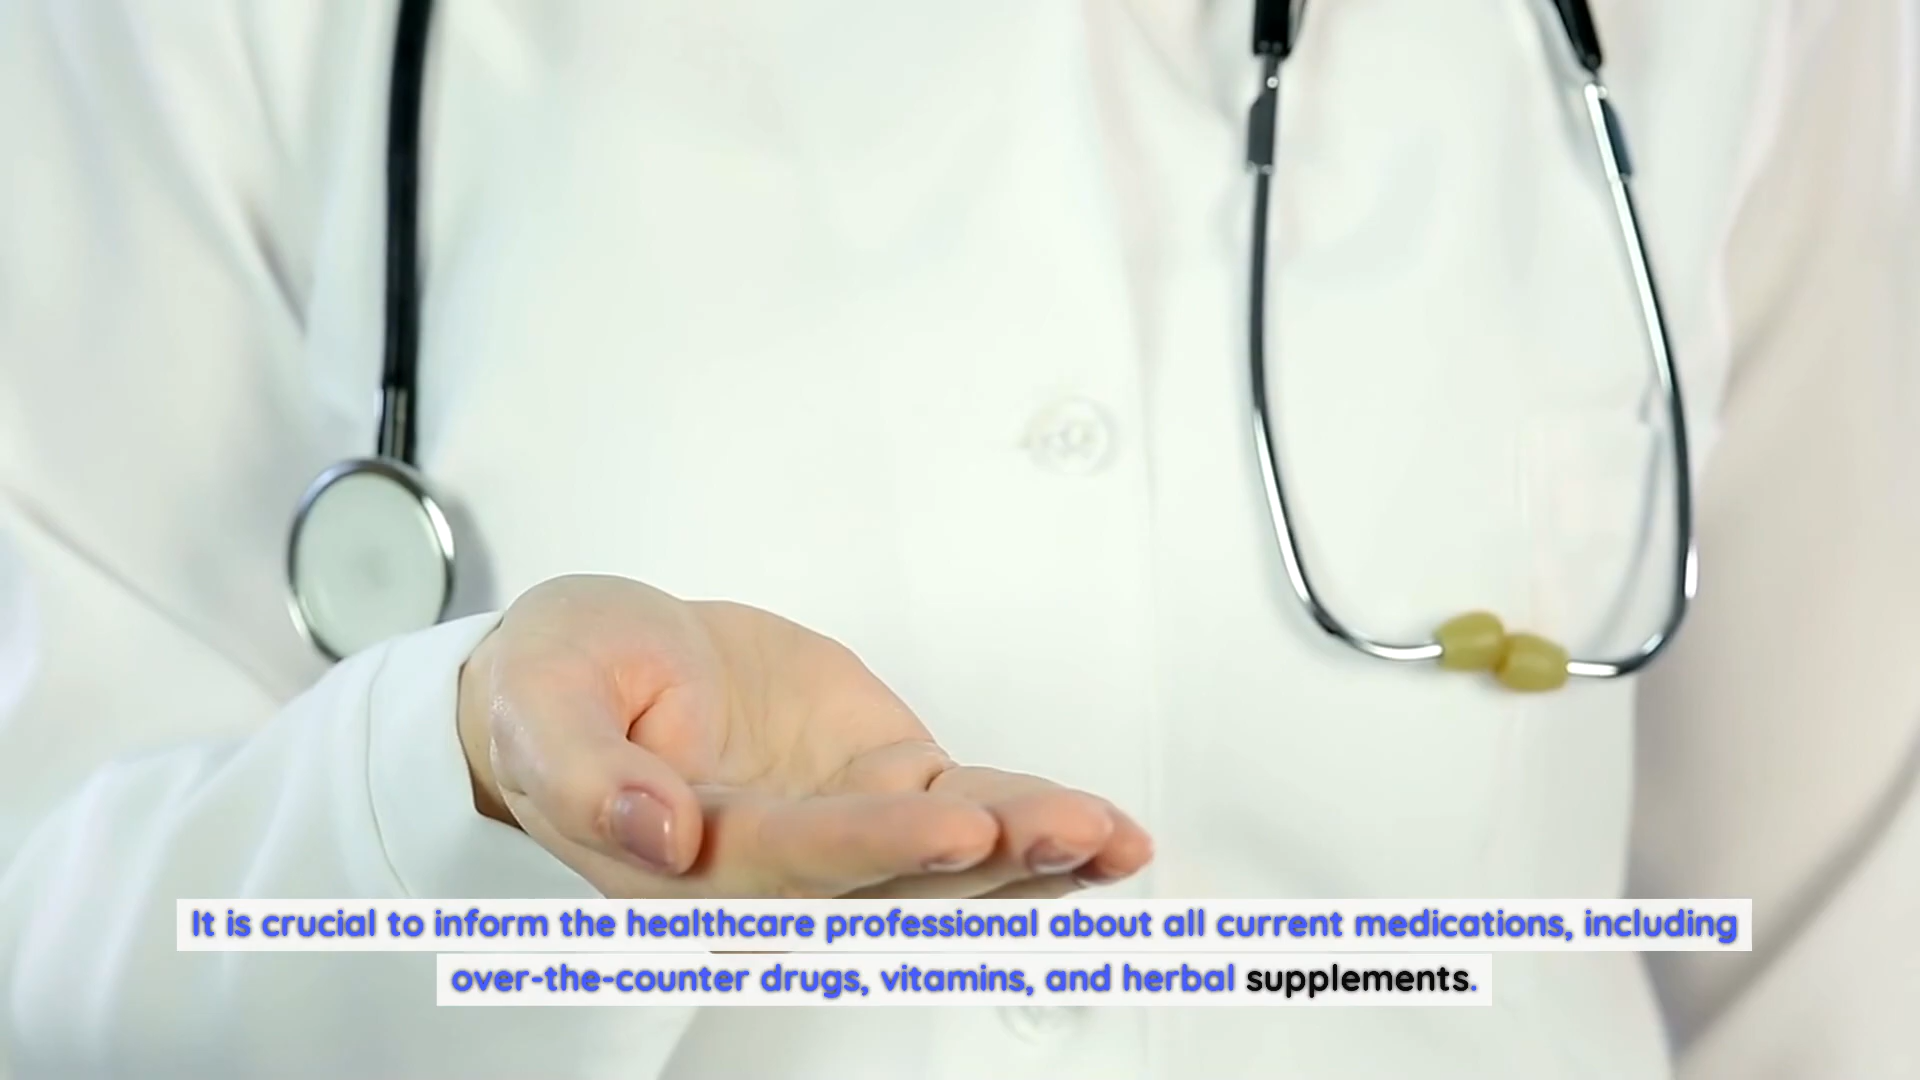 It is crucial to inform the healthcare professional about all current medications, including
over-the-counter drugs, vitamins, and herbal supplements.